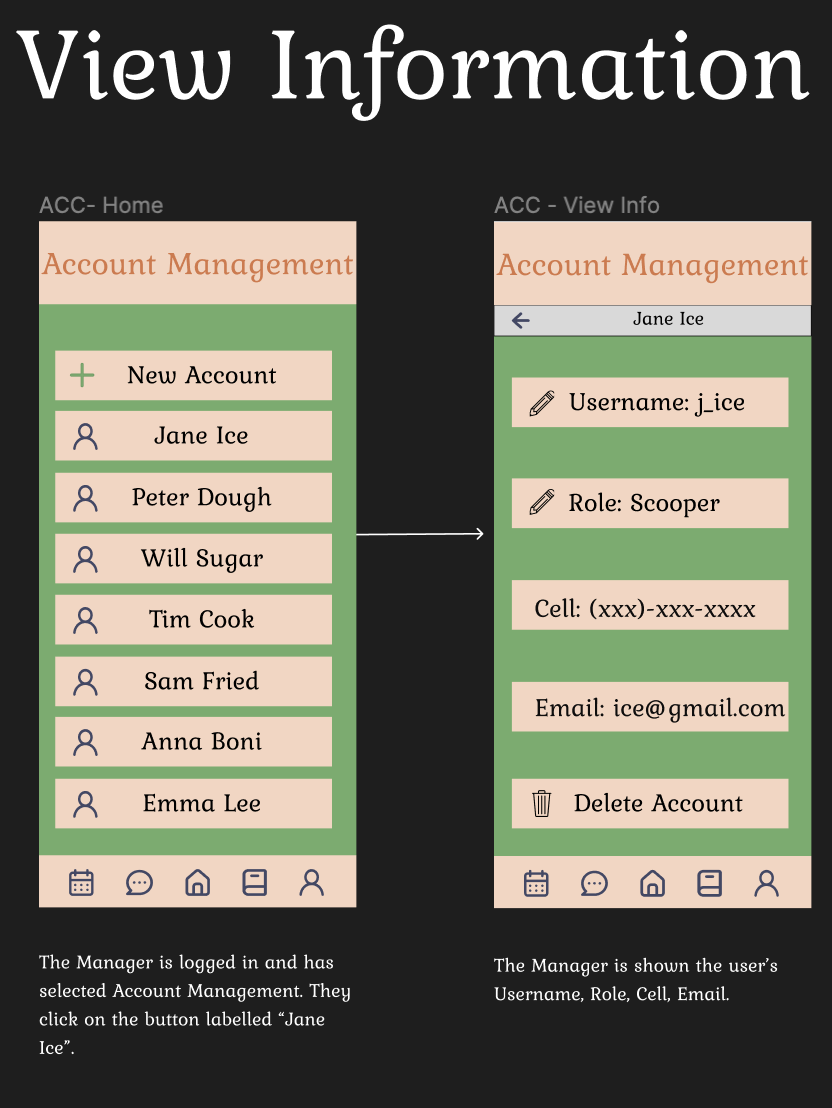 View Information
ACC- Home
Account Management
New Account
Jane Ice
Peter Dough
Will Sugar
Tim Cook
Sam Fried
Anna Boni
Emma Lee
The Manager is logged in and has
selected Account Management. They
click on the button labelled “Jane
Ice”.
ACC - View Info
Account Management
Jane Ice
Username: j_ice
Role: Scooper
Cell: (xxx)-xxx-xxxx
Email: ice@gmail.com
Delete Account
The Manager is shown the user’s
Username, Role, Cell, Email.